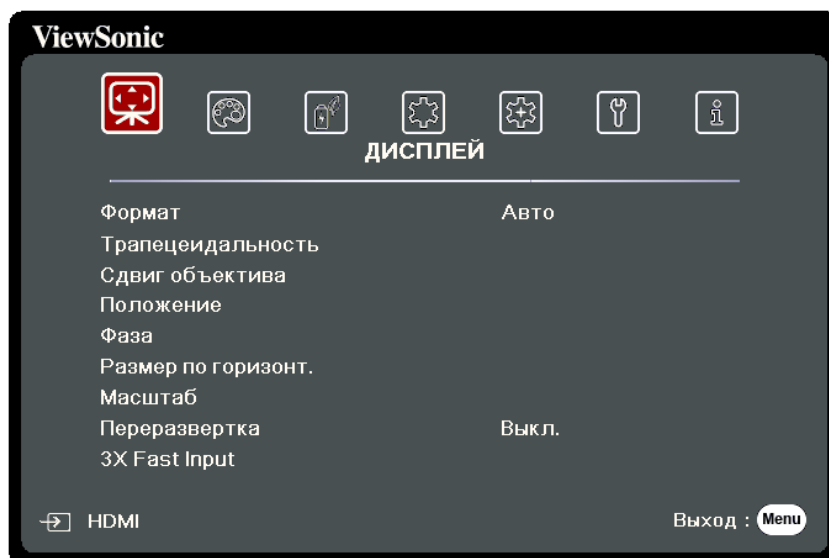 ViewSonic
ДИСПЛЕЙ
Формат Авто
Трапецеидальность
Сдвиг объектива
Положение
Фаза
Размер по горизонт.
Масштаб
Переразвертка Выкл.
3X Fast Input
HDMI Выход : Menu